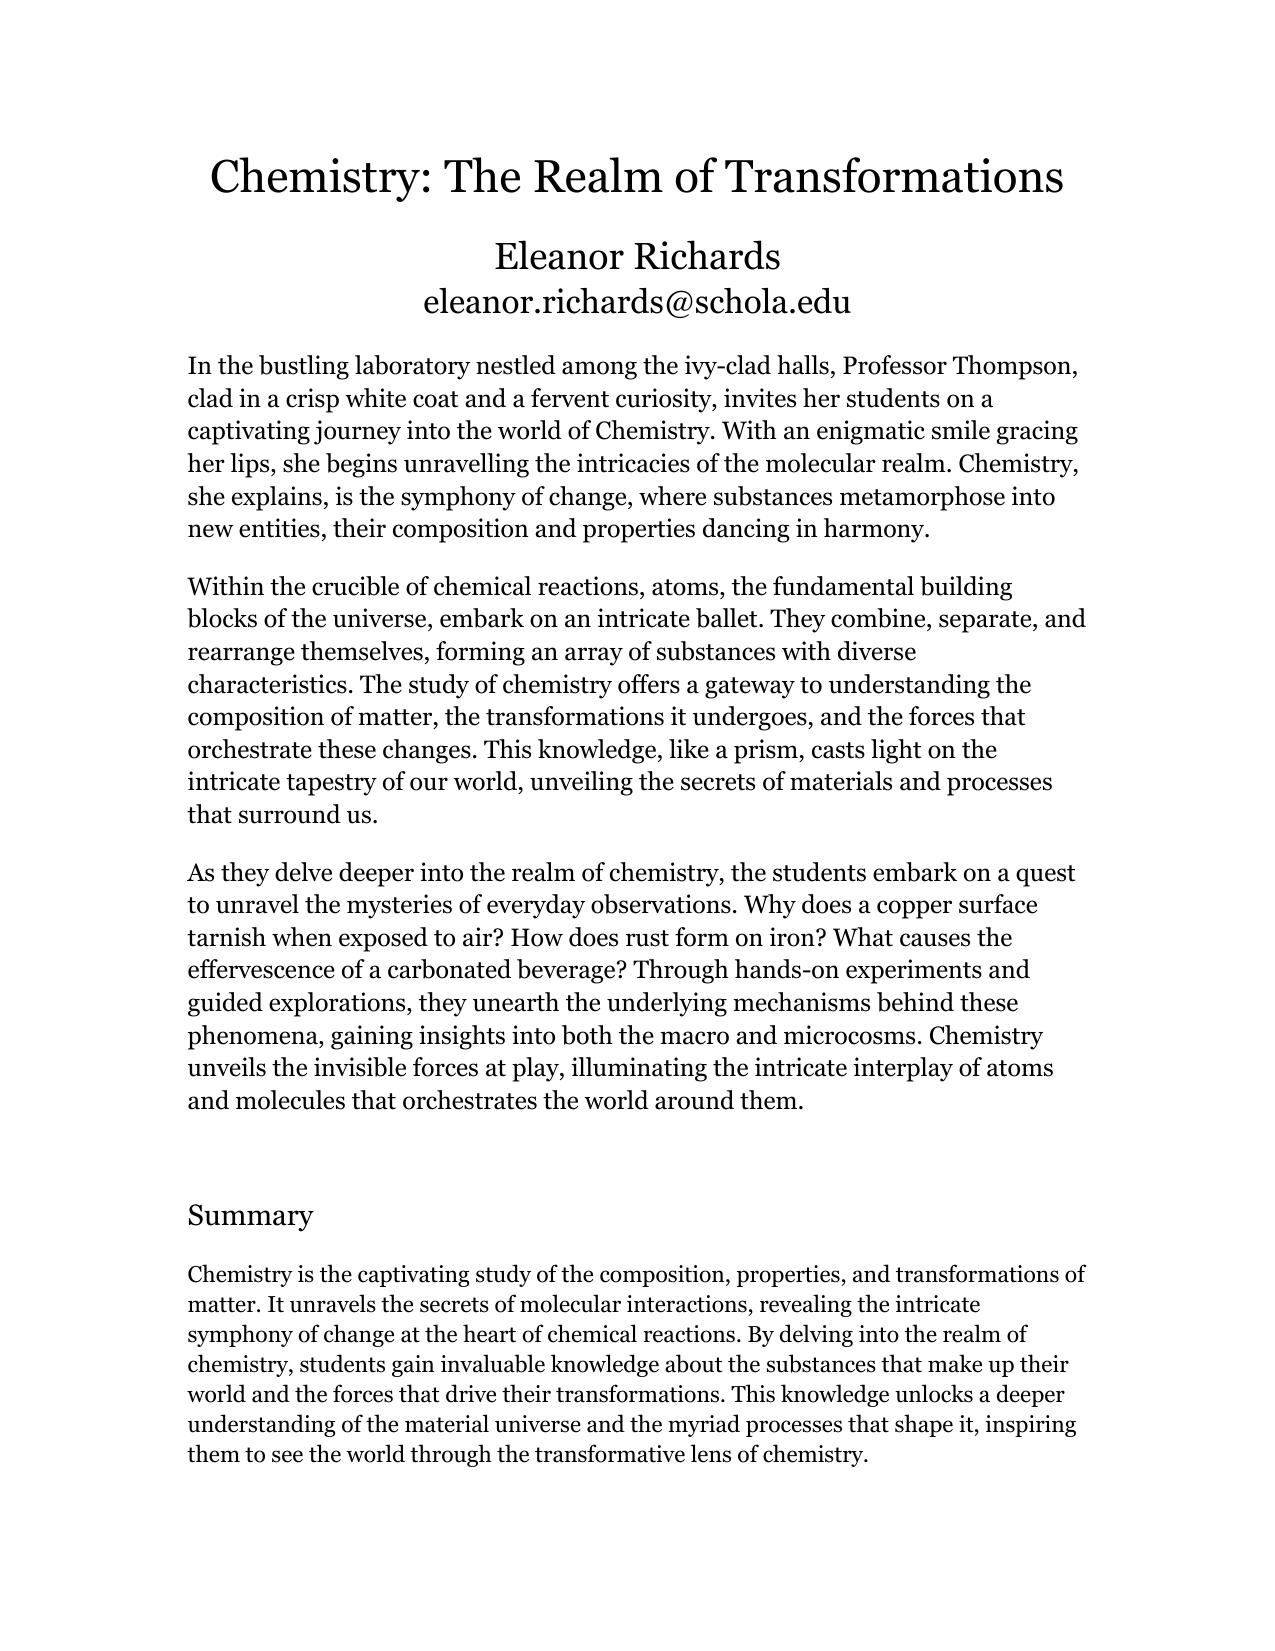 Chemistry: The Realm of Transformations
Eleanor Richards
eleanor.richards@schola.edu
In the bustling laboratory nestled among the ivy-clad halls, Professor Thompson,
clad in a crisp white coat and a fervent curiosity, invites her students on a
captivating journey into the world of Chemistry. With an enigmatic smile gracing
her lips, she begins unravelling the intricacies of the molecular realm. Chemistry,
she explains, is the symphony of change, where substances metamorphose into
new entities, their composition and properties dancing in harmony.
Within the crucible of chemical reactions, atoms, the fundamental building
blocks of the universe, embark on an intricate ballet. They combine, separate, and
rearrange themselves, forming an array of substances with diverse
characteristics. The study of chemistry offers a gateway to understanding the
composition of matter, the transformations it undergoes, and the forces that
orchestrate these changes. This knowledge, like a prism, casts light on the
intricate tapestry of our world, unveiling the secrets of materials and processes
that surround us.
As they delve deeper into the realm of chemistry, the students embark on a quest
to unravel the mysteries of everyday observations. Why does a copper surface
tarnish when exposed to air? How does rust form on iron? What causes the
effervescence of a carbonated beverage? Through hands-on experiments and
guided explorations, they unearth the underlying mechanisms behind these
phenomena, gaining insights into both the macro and microcosms. Chemistry
unveils the invisible forces at play, illuminating the intricate interplay of atoms
and molecules that orchestrates the world around them.
Summary
Chemistry is the captivating study of the composition, properties, and transformations of
matter. It unravels the secrets of molecular interactions, revealing the intricate
symphony of change at the heart of chemical reactions. By delving into the realm of
chemistry, students gain invaluable knowledge about the substances that make up their
world and the forces that drive their transformations. This knowledge unlocks a deeper
understanding of the material universe and the myriad processes that shape it, inspiring
them to see the world through the transformative lens of chemistry.